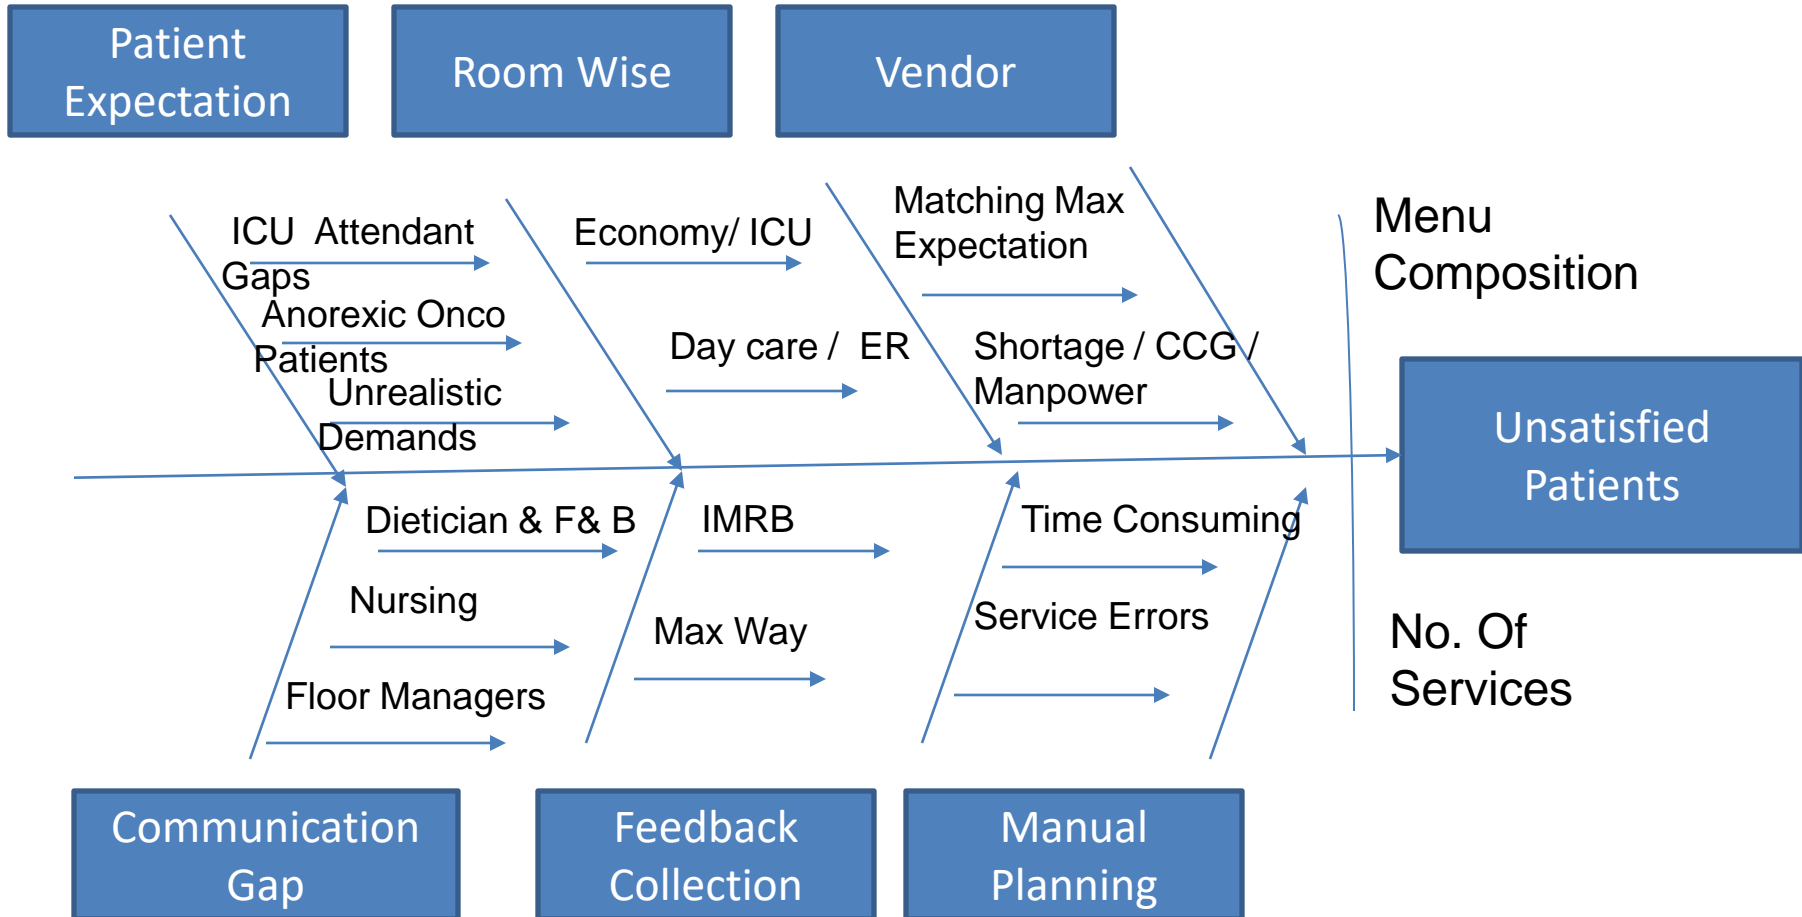 Patient
Expectation
Room Wise
Vendor
ICU  Attendant
Gaps
Anorexic Onco
Patients
Unrealistic
Demands
Economy/ ICU
Day care /  ER
Matching Max
Expectation
Shortage / CCG /
Manpower
Menu
Composition
Unsatisfied
Patients
Dietician & F& B
Nursing
Floor Managers
IMRB
Max Way
Time Consuming
Service Errors
No. Of
Services
Communication
Gap
Feedback
Collection
Manual
Planning